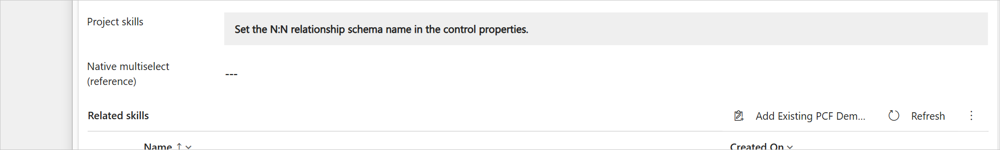 Project skills
Set the N:N relationship schema name in the control properties.
Native multiselect
(reference)
---
Related skills
Add Existing PCF Dem...
Refresh
Name
Created On